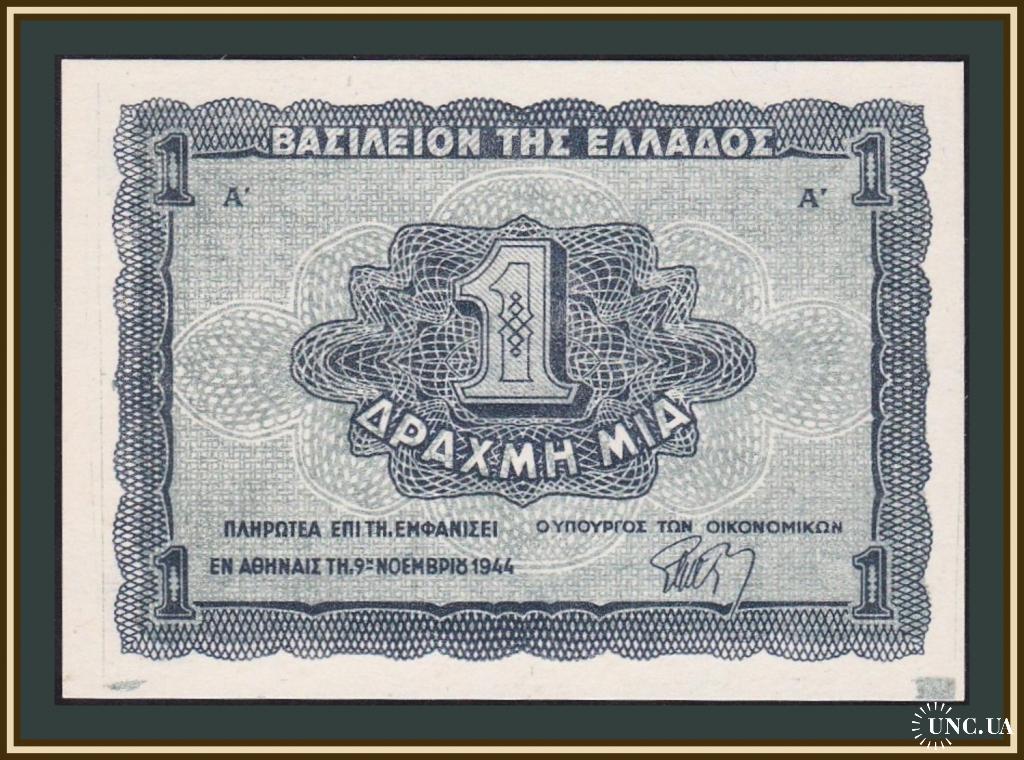 1 ΒΑΣΙΛΕΙΟΝ ΤΗΣ ΕΛΛΑΔΟΣ 1
Α' Α'
1
ΔΡΑΧΜΗ ΜΙΑ
ΠΛΗΡΩΤΕΑ ΕΠΙ ΤΗ. ΕΜΦΑΝΙΣΕΙ
Ο ΥΠΟΥΡΓΟΣ ΤΩΝ ΟΙΚΟΝΟΜΙΚΩΝ
ΕΝ ΑΘΗΝΑΙΣ ΤΗ. 9ῃ ΝΟΕΜΒΡΙΟΥ 1944
1 1
UNC.UA